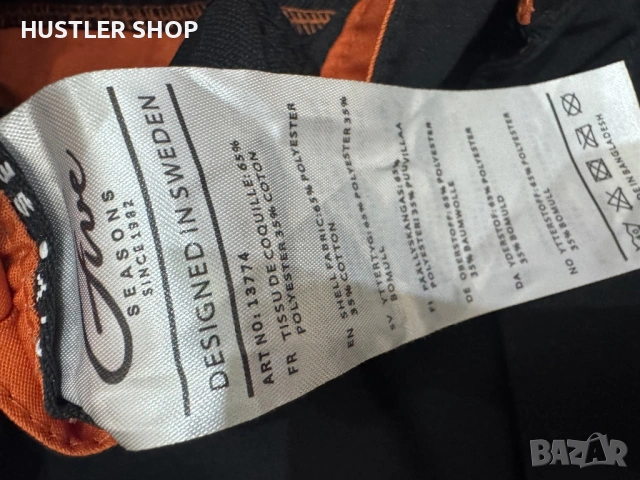 HUSTLER SHOP
Five
SEASONS
SINCE 1982
DESIGNED IN SWEDEN
ART NO: 13774
FR TISSU DE COQUILLE: 65%
POLYESTER 35% COTON
EN SHELL FABRIC: 65% POLYESTER
35% COTTON
SV YTTERTYG: 65% POLYESTER 35%
BOMULL
FI PÄÄLLYSKANGAS: 65%
POLYESTERI 35% PUUVILLAA
DE OBERSTOFF: 65% POLYESTER
35% BAUMWOLLE
DA YDERSTOF: 65% POLYESTER
35% BOMULD
NO YTTERSTOFF: 65% POLYESTER
35% BOMULL
IN BANGLADESH
BAZAR
bg